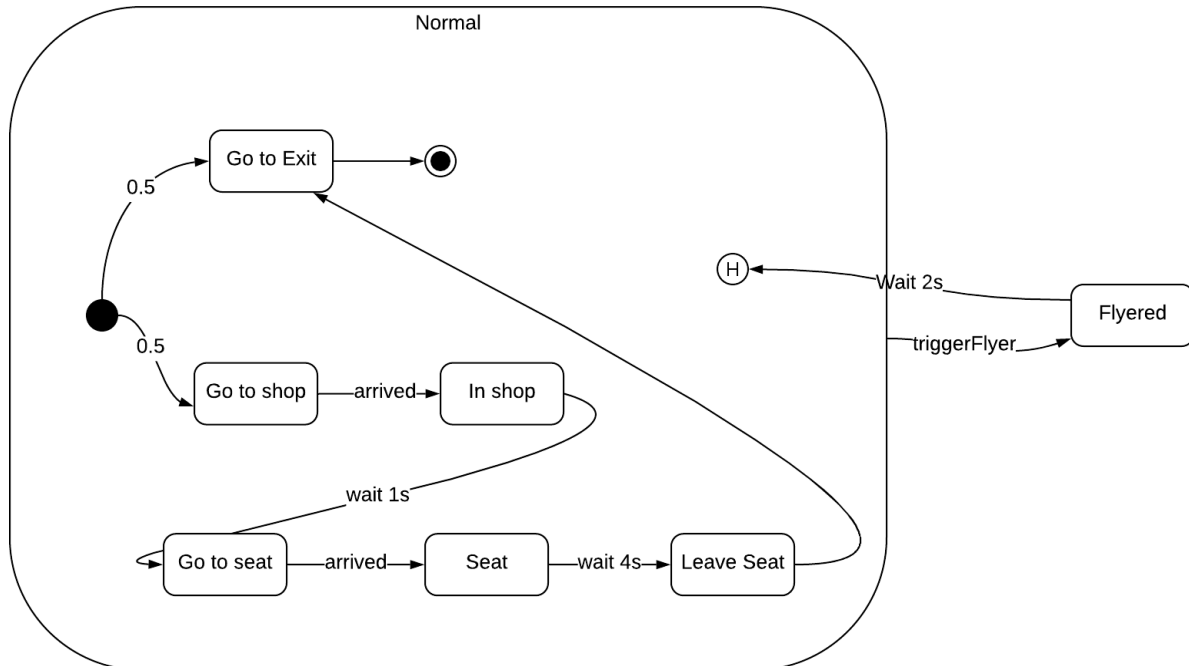 Normal
Go to Exit
0.5
H
Wait 2s
Flyered
0.5
triggerFlyer
Go to shop
arrived
In shop
wait 1s
Go to seat
arrived
Seat
wait 4s
Leave Seat